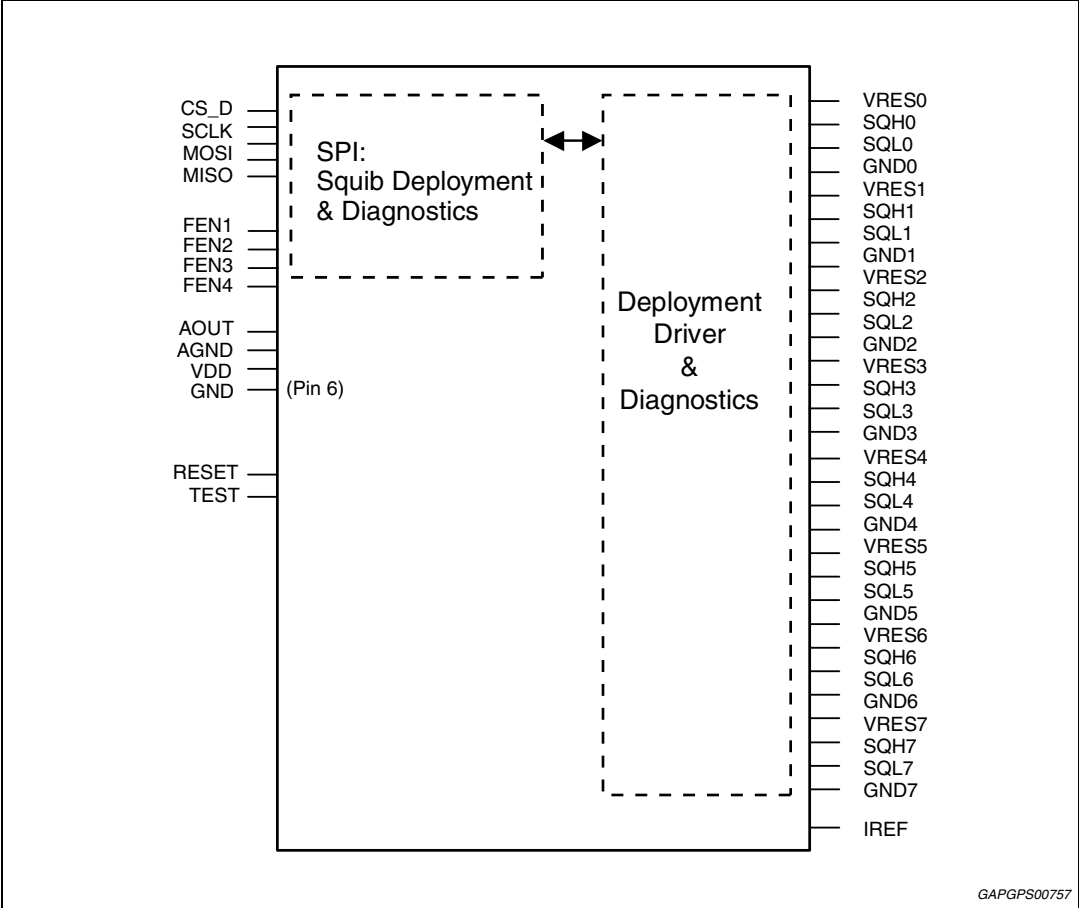 CS_D
SCLK
MOSI
MISO
FEN1
FEN2
FEN3
FEN4
AOUT
AGND
VDD
GND
(Pin 6)
RESET
TEST
SPI:
Squib Deployment
& Diagnostics
Deployment
Driver
&
Diagnostics
VRES0
SQH0
SQL0
GND0
VRES1
SQH1
SQL1
GND1
VRES2
SQH2
SQL2
GND2
VRES3
SQH3
SQL3
GND3
VRES4
SQH4
SQL4
GND4
VRES5
SQH5
SQL5
GND5
VRES6
SQH6
SQL6
GND6
VRES7
SQH7
SQL7
GND7
IREF
GAPGPS00757